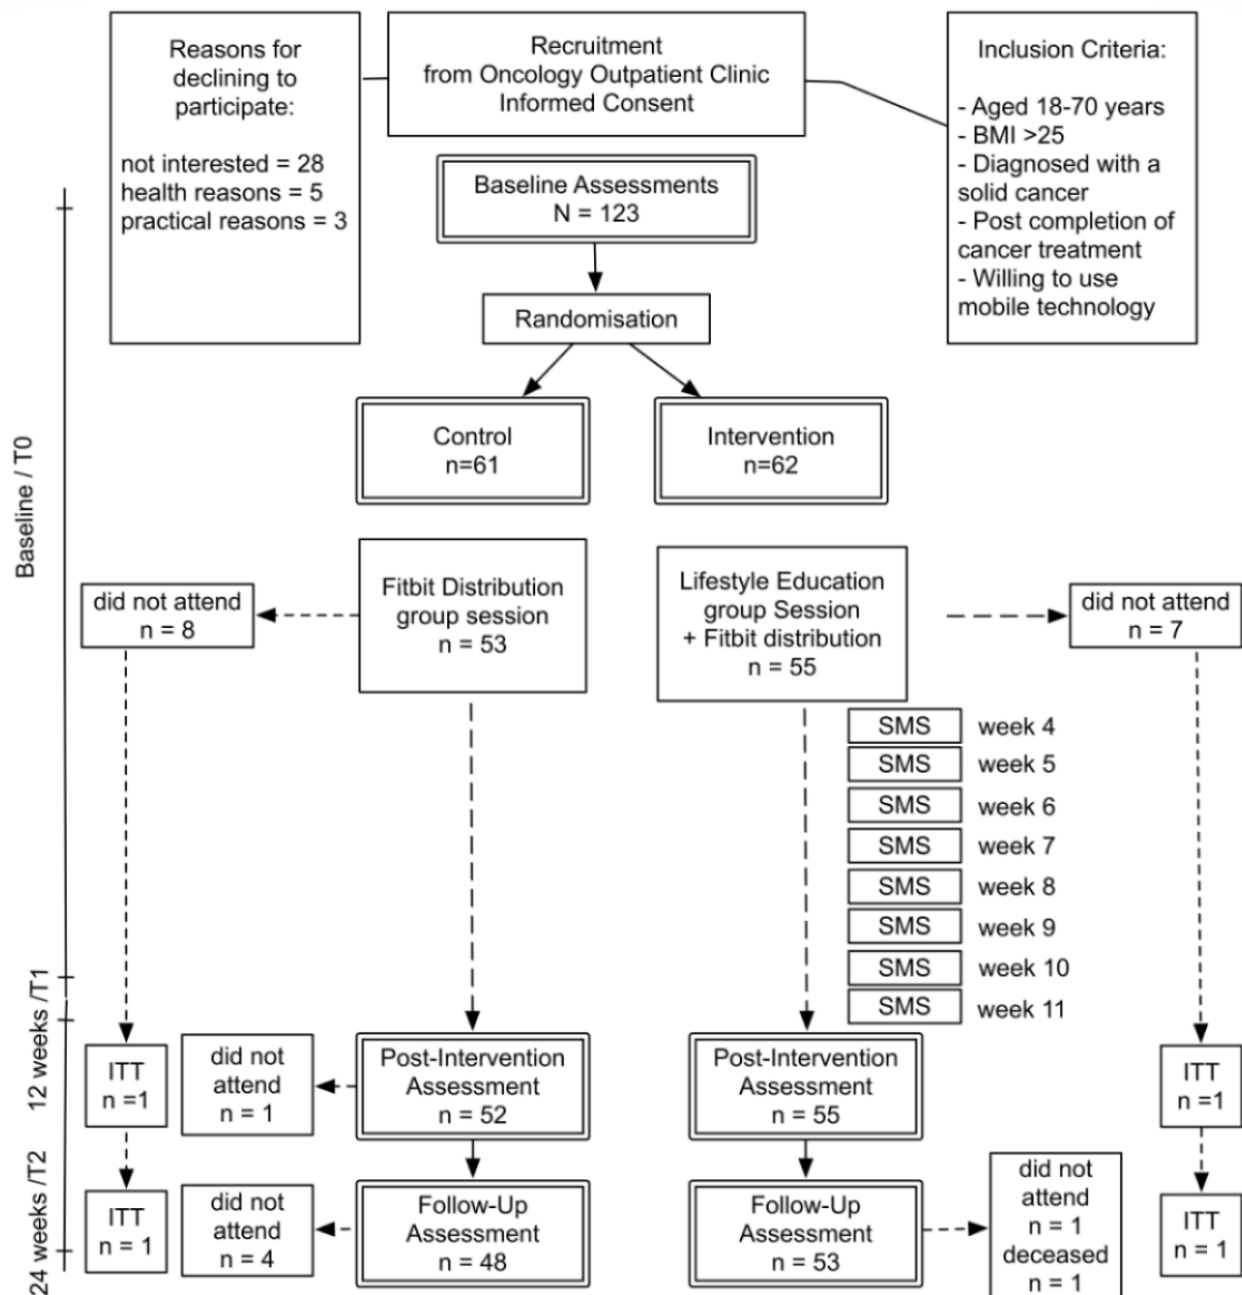 Reasons for
declining to
participate:
not interested = 28
health reasons = 5
practical reasons = 3
Recruitment
from Oncology Outpatient Clinic
Informed Consent
Inclusion Criteria:
- Aged 18-70 years
- BMI >25
- Diagnosed with a
solid cancer
- Post completion of
cancer treatment
- Willing to use
mobile technology
Baseline Assessments
N = 123
Randomisation
Control
n=61
Intervention
n=62
Baseline / T0
did not attend
n = 8
Fitbit Distribution
group session
n = 53
Lifestyle Education
group Session
+ Fitbit distribution
n = 55
did not attend
n = 7
SMS week 4
SMS week 5
SMS week 6
SMS week 7
SMS week 8
SMS week 9
SMS week 10
SMS week 11
12 weeks /T1
ITT
n =1
did not
attend
n = 1
Post-Intervention
Assessment
n = 52
Post-Intervention
Assessment
n = 55
ITT
n =1
24 weeks /T2
ITT
n = 1
did not
attend
n = 4
Follow-Up
Assessment
n = 48
Follow-Up
Assessment
n = 53
did not
attend
n = 1
deceased
n = 1
ITT
n = 1